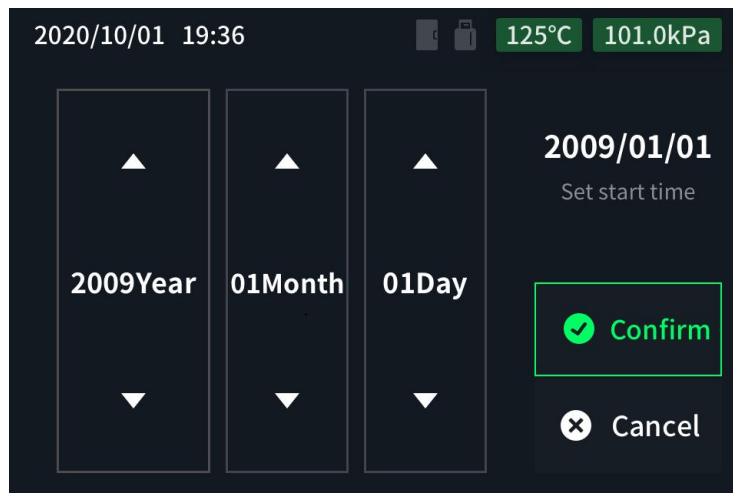 2020/10/01 19:36 125°C 101.0kPa
2009/01/01
Set start time
2009Year 01Month 01Day
Confirm
Cancel